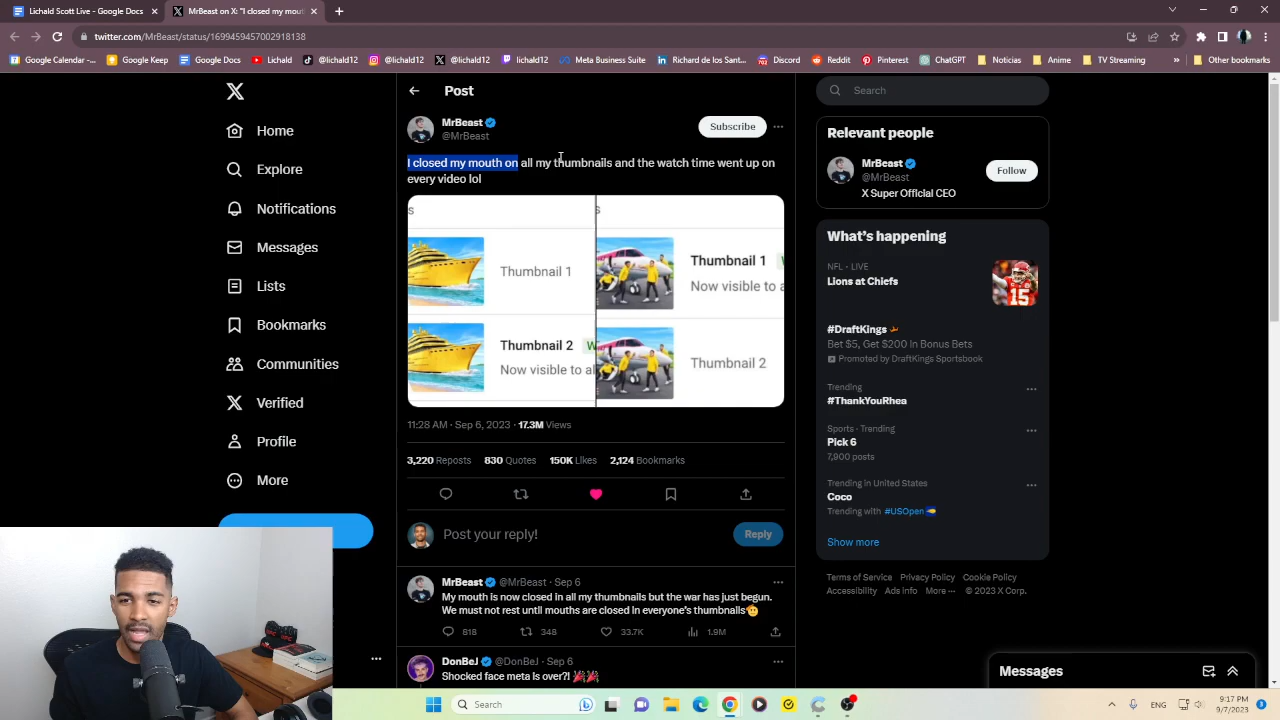 Lichald Scott Live - Google Docs
MrBeast on X: "I closed my mout
twitter.com/MrBeast/status/1699459457002918138
Google Calendar -...
Google Keep
Google Docs
Lichald
@lichald12
@lichald12
@lichald12
lichald12
Meta Business Suite
Richard de los Sant...
Discord
Reddit
Pinterest
ChatGPT
Noticias
Anime
TV Streaming
Other bookmarks
Home
Explore
Notifications
Messages
Lists
Bookmarks
Communities
Verified
Profile
More
Post
MrBeast
@MrBeast
Subscribe
I closed my mouth on all my thumbnails and the watch time went up on
every video lol
s
s
Thumbnail 1
Thumbnail 1
Now visible to a
Thumbnail 2 W
Now visible to al
Thumbnail 2
11:28 AM · Sep 6, 2023 · 17.3M Views
3,220 Reposts 830 Quotes 150K Likes 2,124 Bookmarks
Post your reply!
Reply
MrBeast @MrBeast · Sep 6
My mouth is now closed in all my thumbnails but the war has just begun.
We must not rest until mouths are closed in everyone's thumbnails
818 348 33.7K 1.9M
DonBeJ @DonBeJ · Sep 6
Shocked face meta is over?!
Search
Relevant people
MrBeast
@MrBeast
Follow
X Super Official CEO
What's happening
NFL · LIVE
Lions at Chiefs
15
#DraftKings
Bet $5, Get $200 In Bonus Bets
Promoted by DraftKings Sportsbook
Trending
#ThankYouRhea
Sports · Trending
Pick 6
7,900 posts
Trending in United States
Coco
Trending with #USOpen
Show more
Terms of Service Privacy Policy Cookie Policy
Accessibility Ads info More ··· © 2023 X Corp.
Messages
Search
ENG
9:17 PM
9/7/2023
3